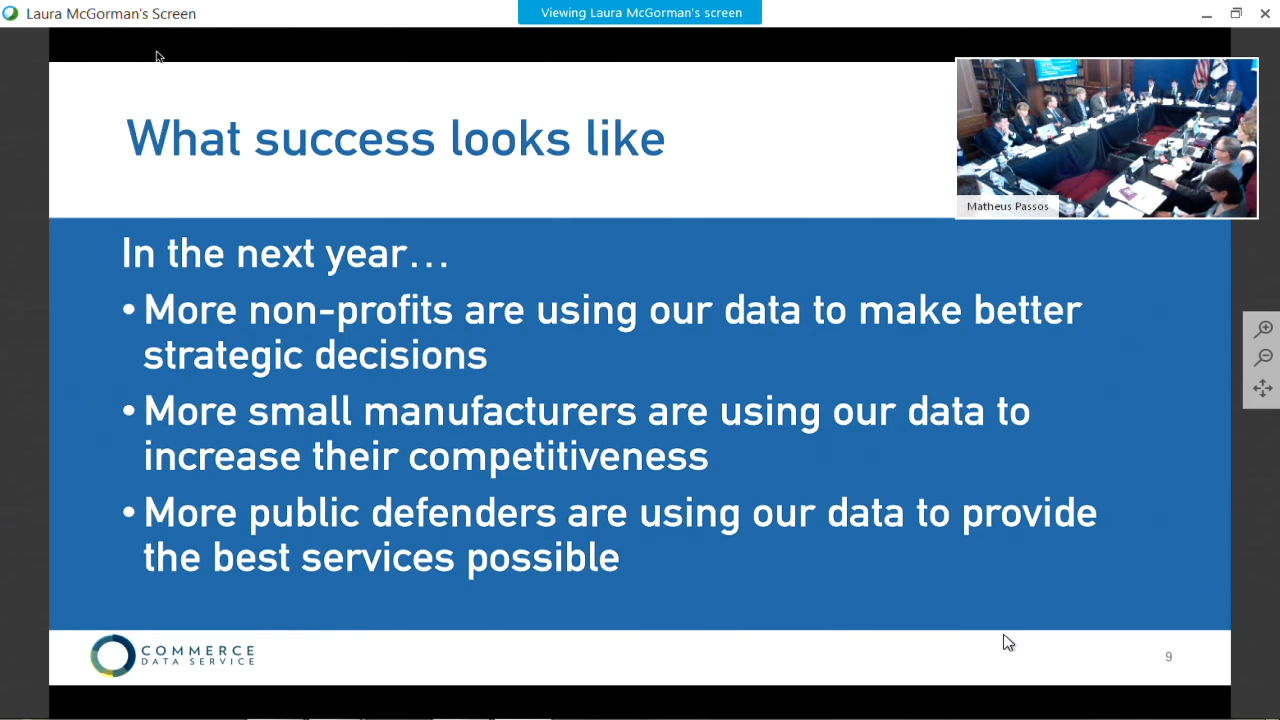 Laura McGorman's Screen
Viewing Laura McGorman's screen
What success looks like
Matheus Passos
In the next year...
• More non-profits are using our data to make better
strategic decisions
• More small manufacturers are using our data to
increase their competitiveness
• More public defenders are using our data to provide
the best services possible
COMMERCE
DATA SERVICE
9